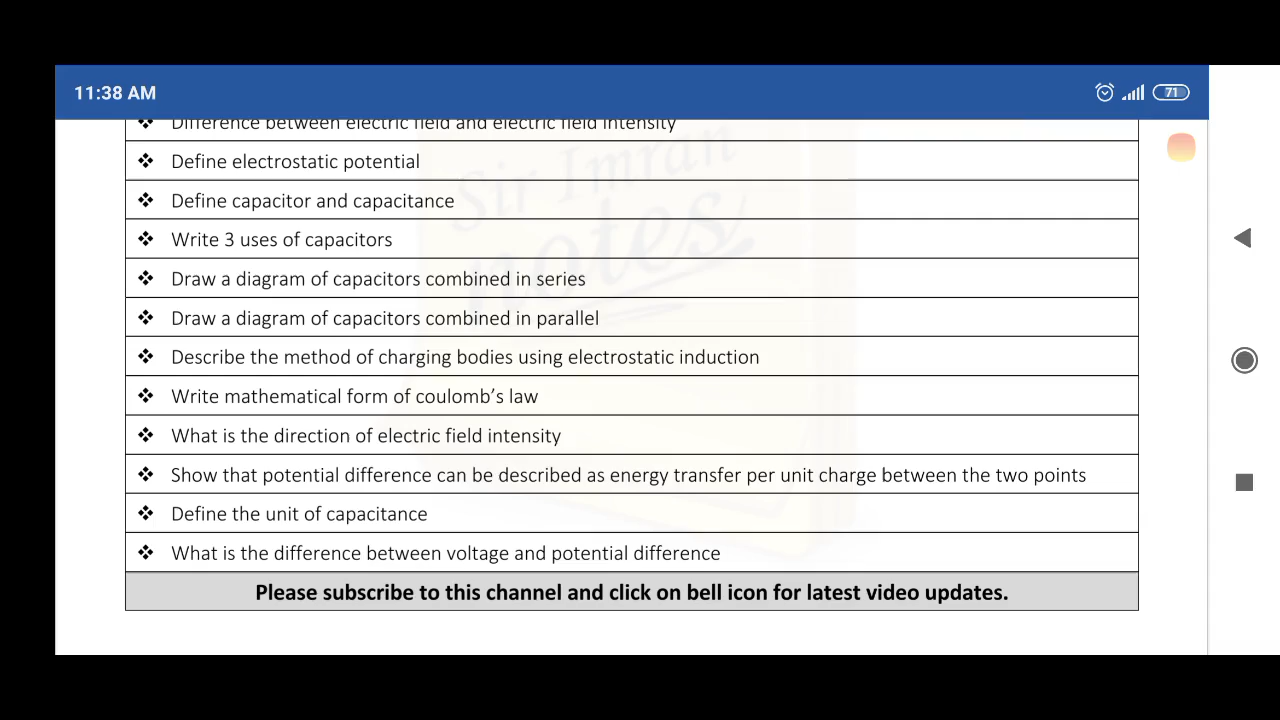 11:38 AM
71
❖ Difference between electric field and electric field intensity
❖ Define electrostatic potential
❖ Define capacitor and capacitance
❖ Write 3 uses of capacitors
❖ Draw a diagram of capacitors combined in series
❖ Draw a diagram of capacitors combined in parallel
❖ Describe the method of charging bodies using electrostatic induction
❖ Write mathematical form of coulomb’s law
❖ What is the direction of electric field intensity
❖ Show that potential difference can be described as energy transfer per unit charge between the two points
❖ Define the unit of capacitance
❖ What is the difference between voltage and potential difference
Please subscribe to this channel and click on bell icon for latest video updates.
Sir Imran
notes